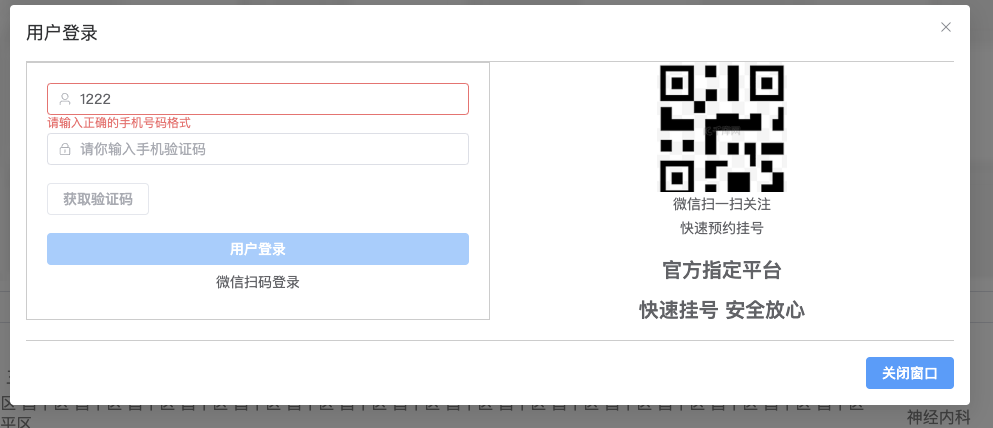 用户登录
1222
请输入正确的手机号码格式
请你输入手机验证码
获取验证码
用户登录
微信扫码登录
微信扫一扫关注
快速预约挂号
官方指定平台
快速挂号 安全放心
关闭窗口
平区
神经内科